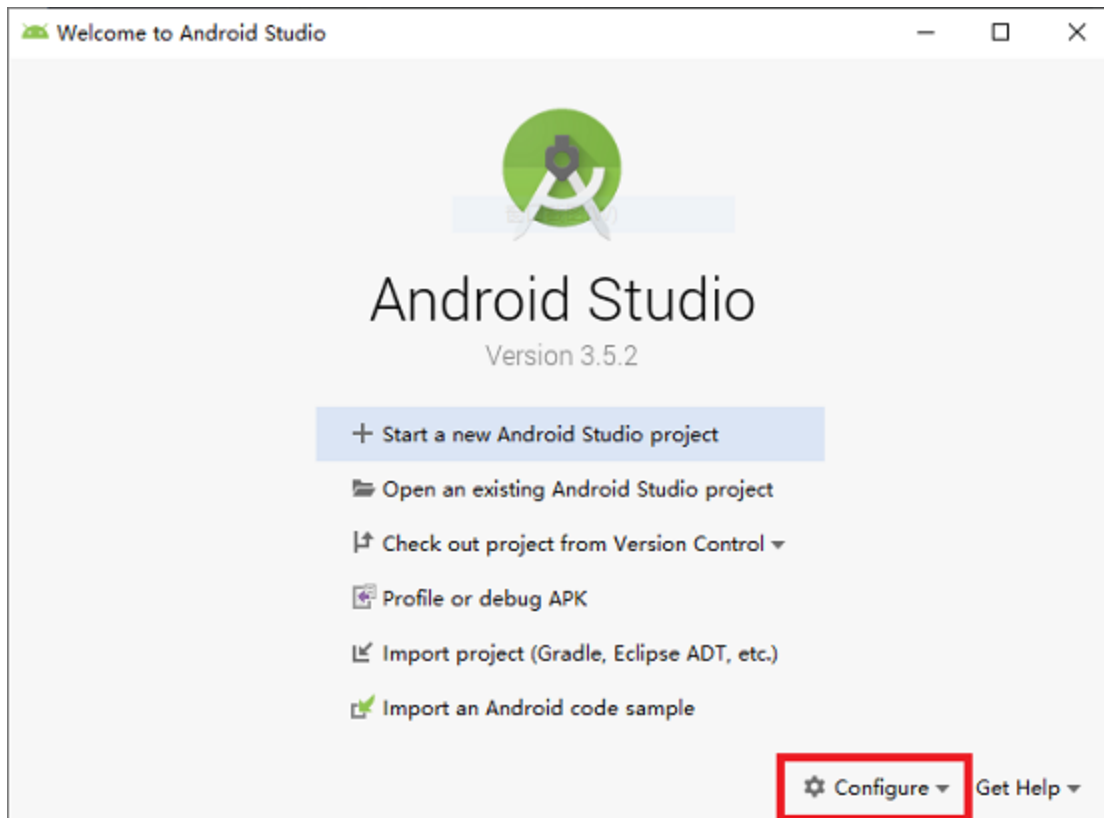 Welcome to Android Studio
Android Studio
Version 3.5.2
Start a new Android Studio project
Open an existing Android Studio project
Check out project from Version Control
Profile or debug APK
Import project (Gradle, Eclipse ADT, etc.)
Import an Android code sample
Configure
Get Help